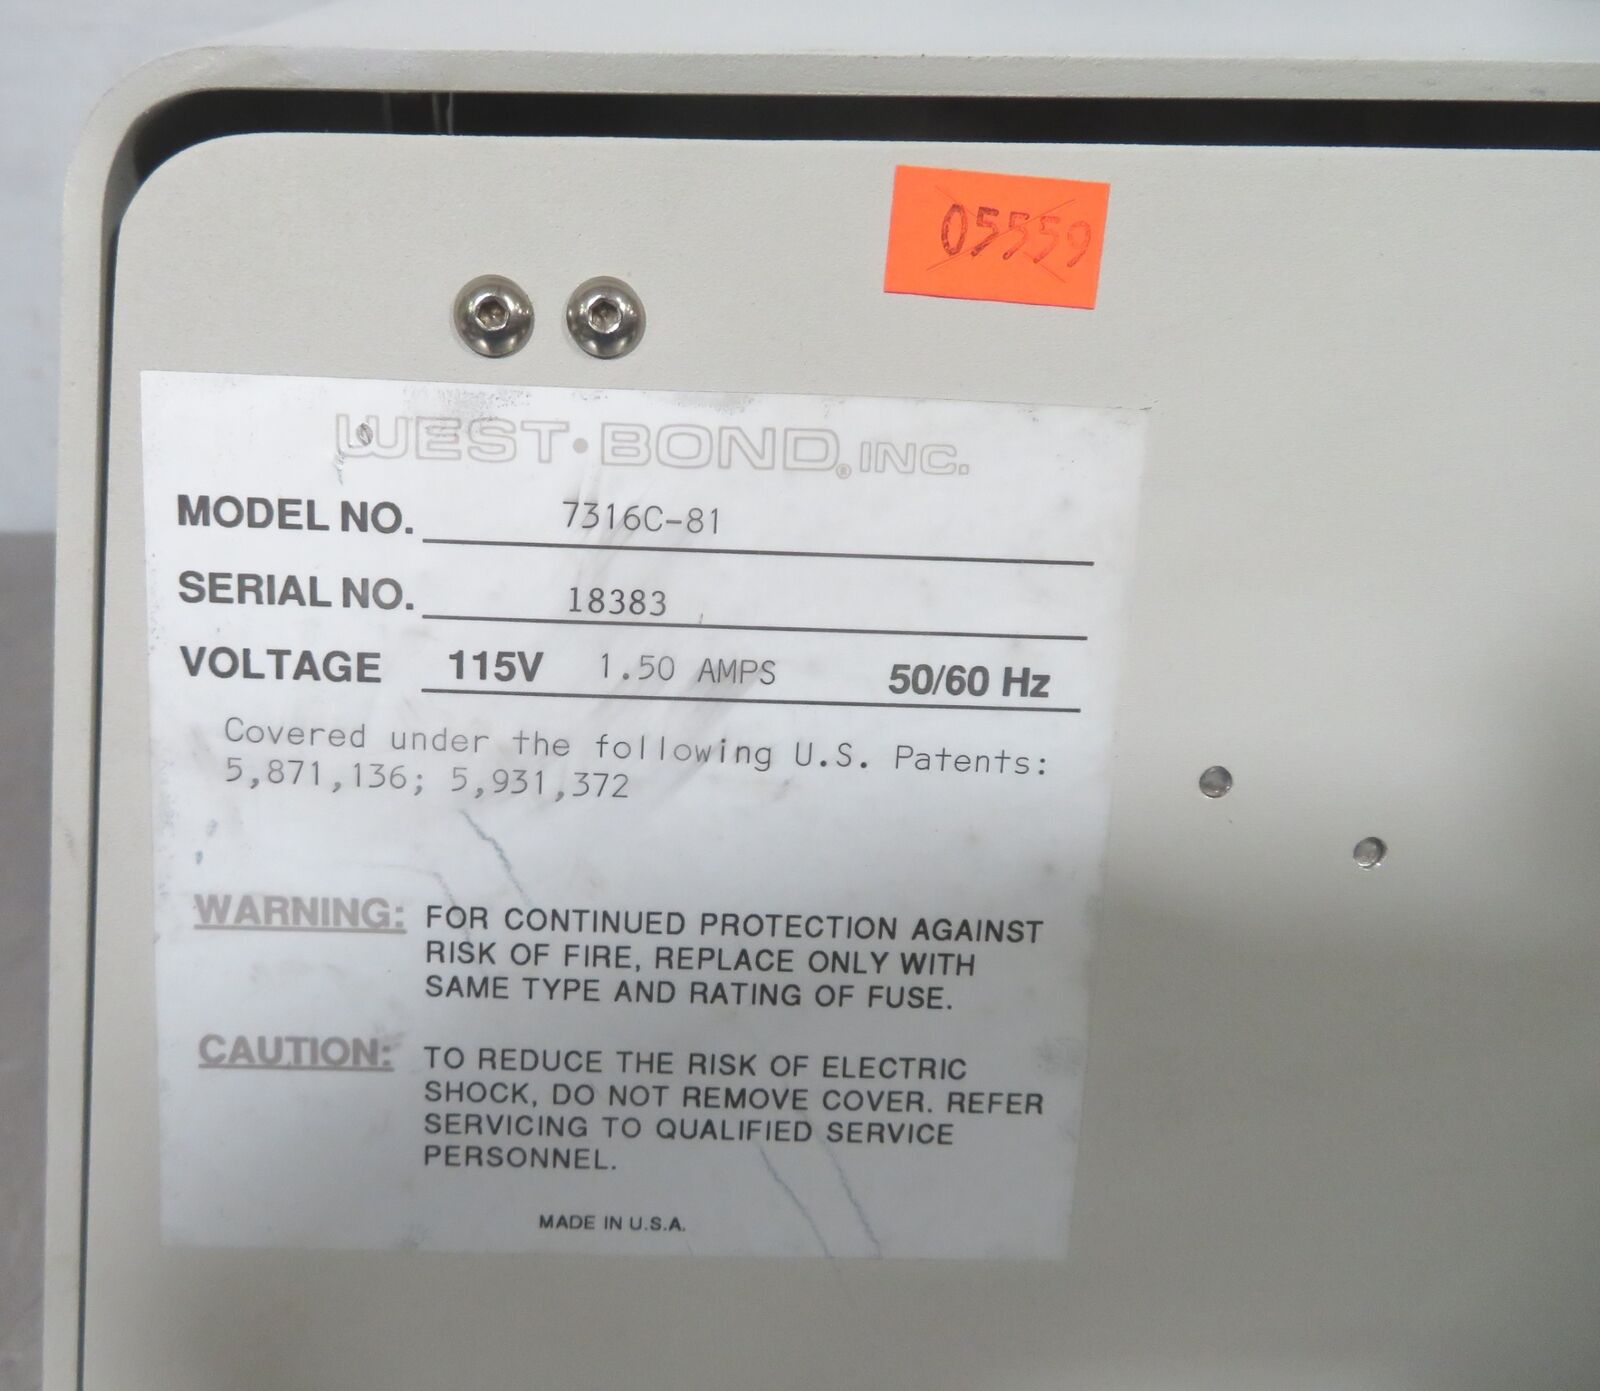 05559
WEST·BOND® INC.
MODEL NO. 7316C-81
SERIAL NO. 18383
VOLTAGE 115V 1.50 AMPS 50/60 Hz
Covered under the following U.S. Patents:
5,871,136; 5,931,372
WARNING: FOR CONTINUED PROTECTION AGAINST
RISK OF FIRE, REPLACE ONLY WITH
SAME TYPE AND RATING OF FUSE.
CAUTION: TO REDUCE THE RISK OF ELECTRIC
SHOCK, DO NOT REMOVE COVER. REFER
SERVICING TO QUALIFIED SERVICE
PERSONNEL.
MADE IN U.S.A.